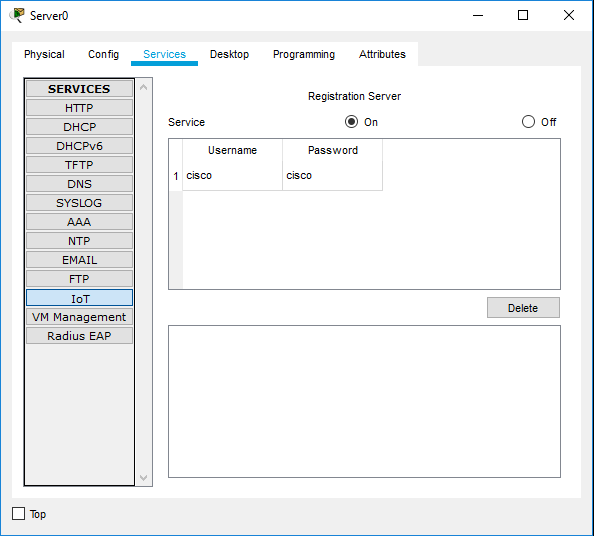 Server0
Physical Config Services Desktop Programming Attributes
SERVICES
HTTP
DHCP
DHCPv6
TFTP
DNS
SYSLOG
AAA
NTP
EMAIL
FTP
IoT
VM Management
Radius EAP
Registration Server
Service On Off
Username Password
1 cisco cisco
Delete
Top